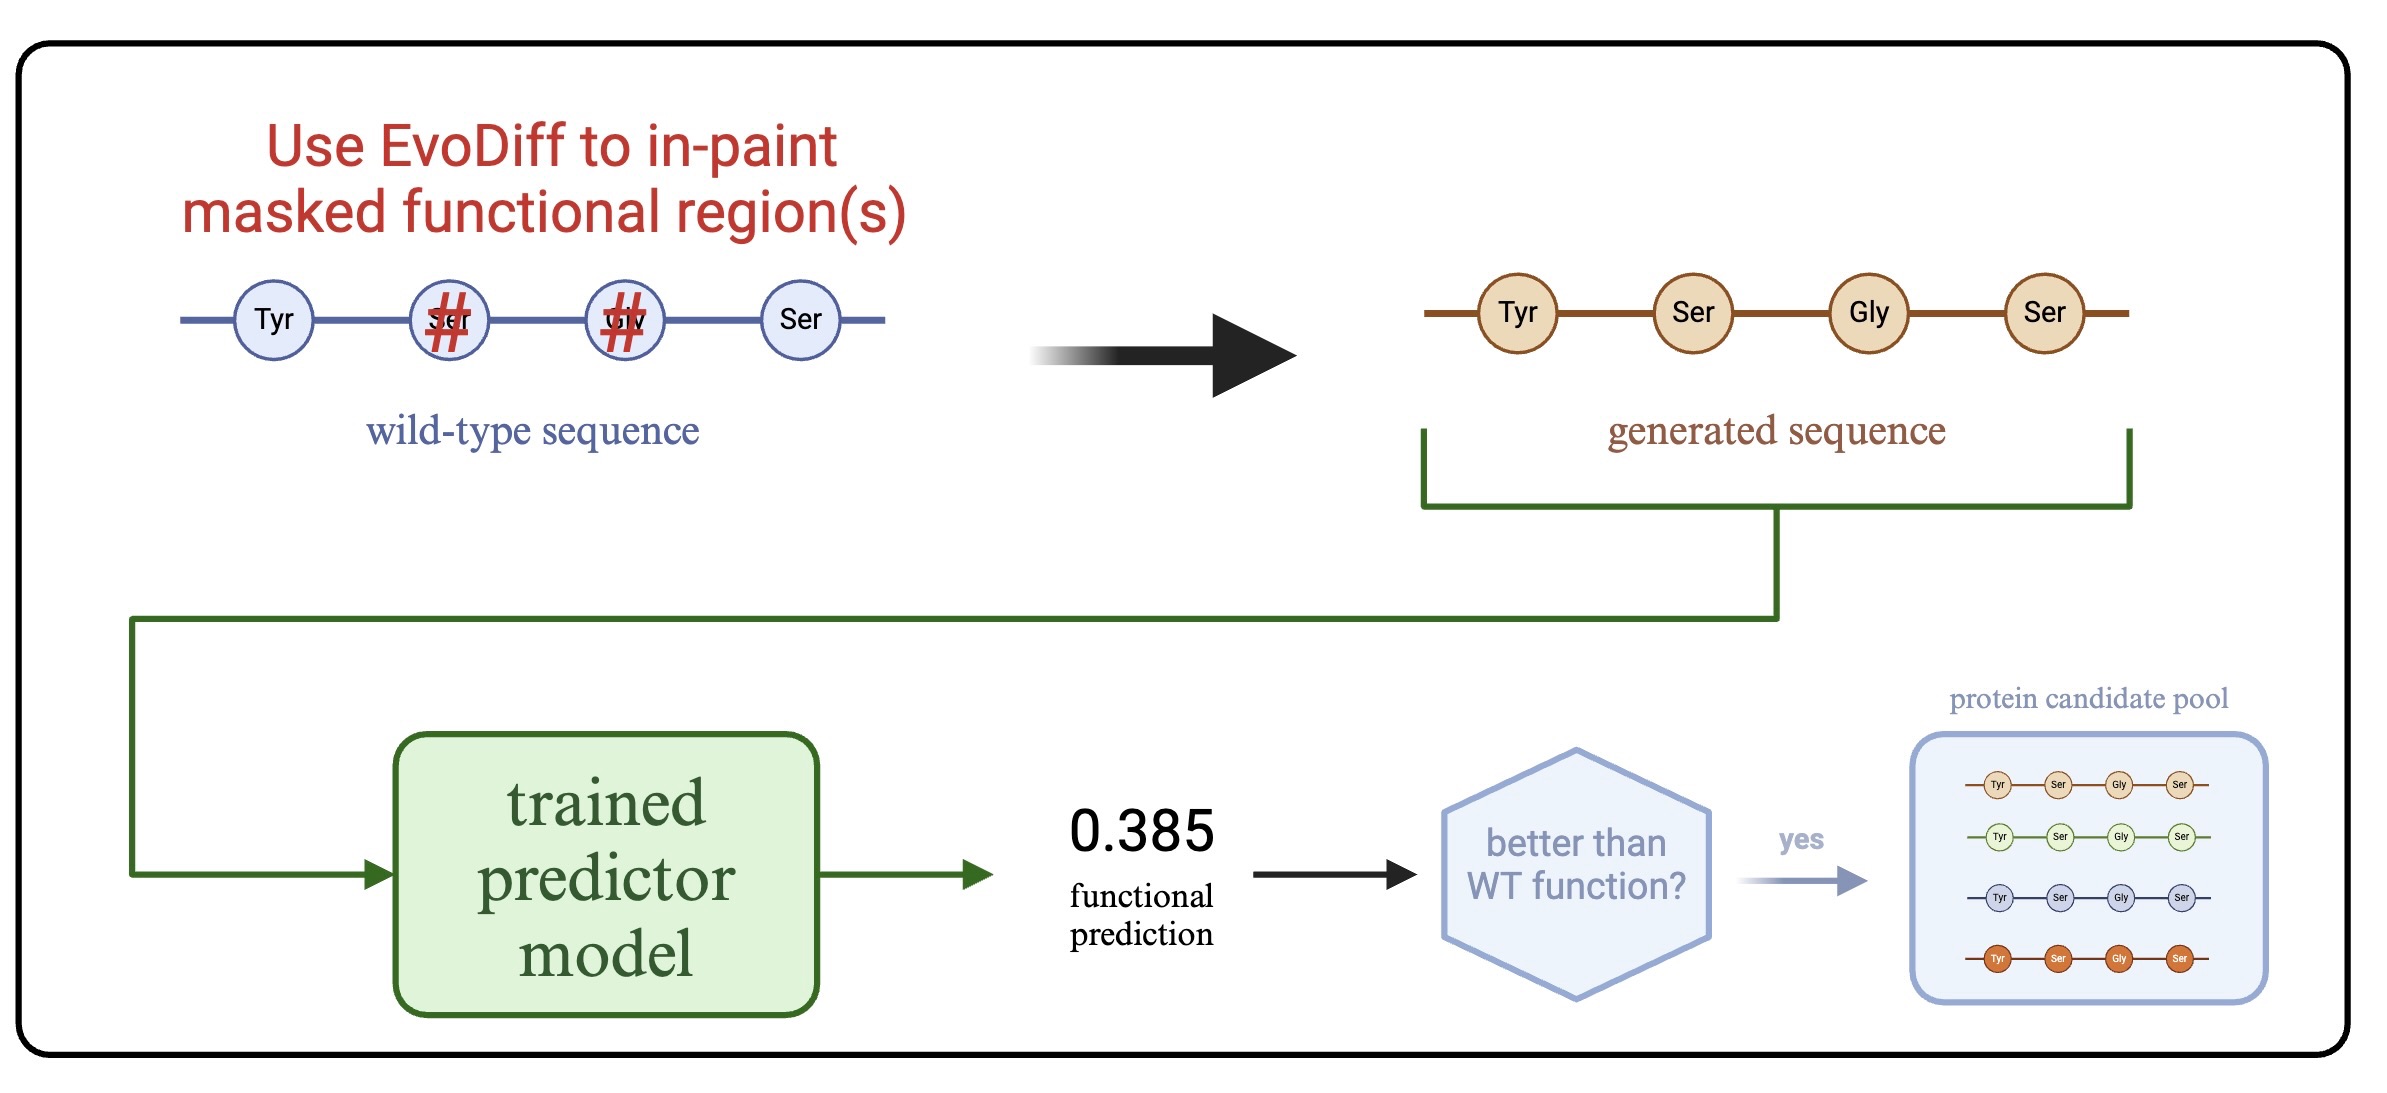 Use EvoDiff to in-paint
masked functional region(s)
Tyr # # Ser
Tyr Ser Gly Ser
wild-type sequence
generated sequence
protein candidate pool
trained
predictor
model
0.385
functional
prediction
better than
WT function?
yes
Tyr Ser Gly Ser
Tyr Ser Gly Ser
Tyr Ser Gly Ser
Tyr Ser Gly Ser